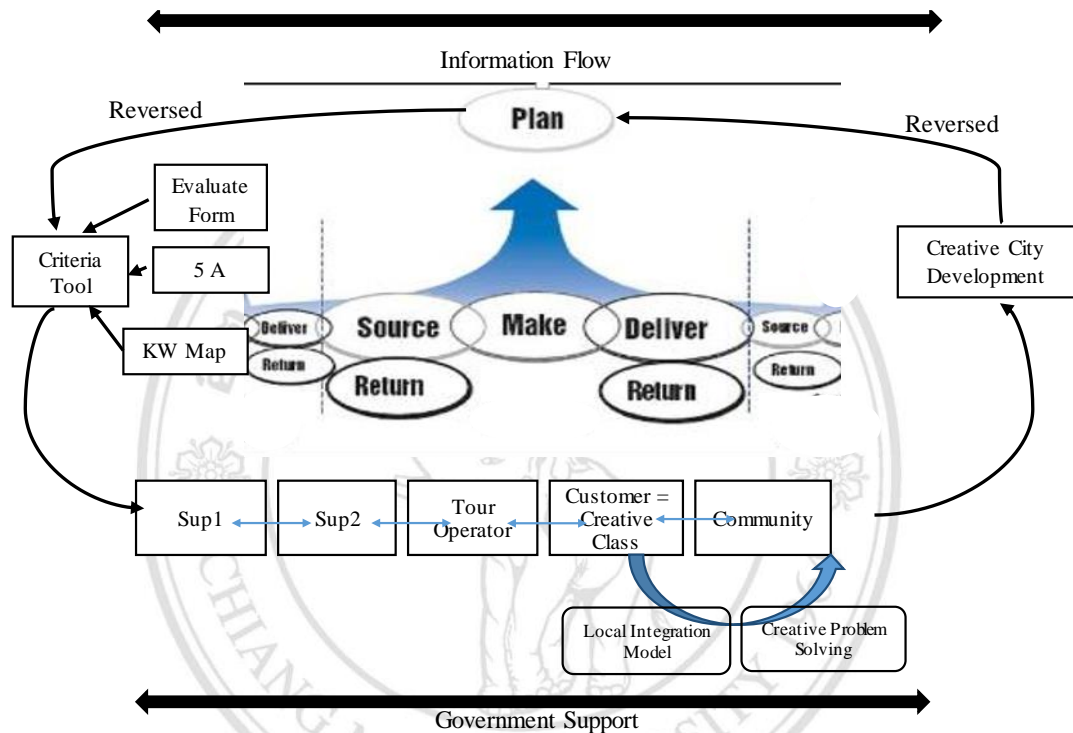 Information Flow
Reversed
Plan
Reversed
Evaluate
Form
Criteria
Tool
5 A
KW Map
Creative City
Development
Deliver
Source
Make
Deliver
Source
Return
Return
Return
Return
Sup1
Sup2
Tour
Operator
Customer =
Creative
Class
Community
Local Integration
Model
Creative Problem
Solving
Government Support
CHIANG